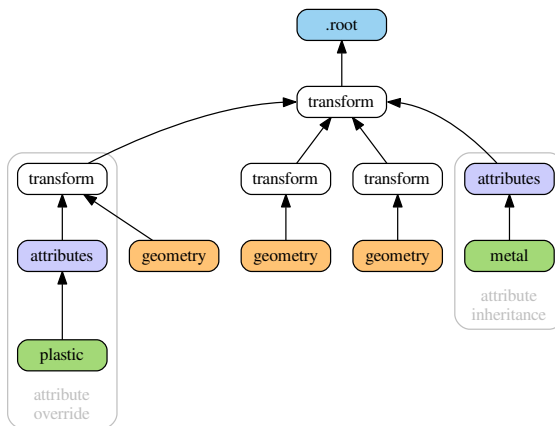 .root
transform
transform
transform
transform
attributes
attributes
geometry
geometry
geometry
metal
attribute
inheritance
plastic
attribute
override